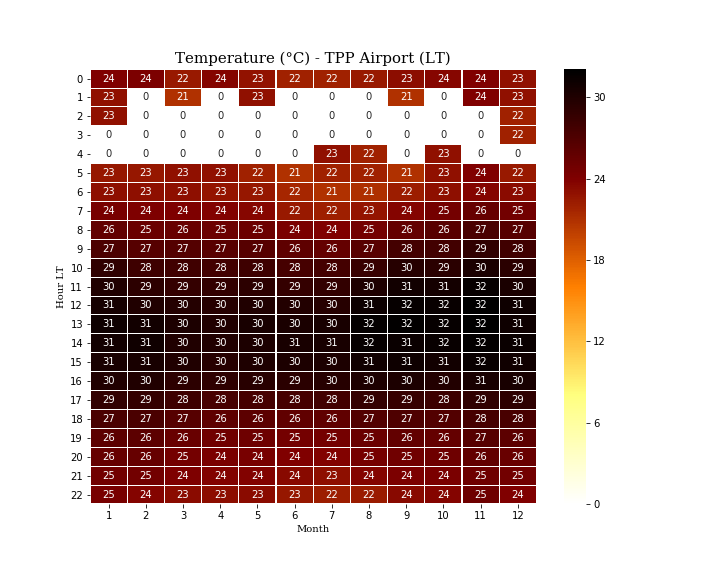 Temperature (°C) - TPP Airport (LT)
0 24 24 22 24 23 22 22 22 23 24 24 23
1 23 0 21 0 23 0 0 0 21 0 24 23
2 23 0 0 0 0 0 0 0 0 0 0 22
3 0 0 0 0 0 0 0 0 0 0 0 22
4 0 0 0 0 0 0 23 22 0 23 0 0
5 23 23 23 23 22 21 22 22 21 23 24 22
6 23 23 23 23 23 22 21 21 22 23 24 23
7 24 24 24 24 24 22 22 23 24 25 26 25
8 26 25 26 25 25 24 24 25 26 26 27 27
9 27 27 27 27 27 26 26 27 28 28 29 28
10 29 28 28 28 28 28 28 29 30 29 30 29
11 30 29 29 29 29 29 29 30 31 31 32 30
12 31 30 30 30 30 30 30 31 32 32 32 31
13 31 31 30 30 30 30 30 32 32 32 32 31
14 31 31 30 30 30 31 31 32 31 32 32 31
15 31 31 30 30 30 30 30 31 31 31 32 31
16 30 30 29 29 29 29 30 30 30 30 31 30
17 29 29 28 28 28 28 28 29 29 28 29 29
18 27 27 27 26 26 26 26 27 27 27 28 28
19 26 26 26 25 25 25 25 25 26 26 27 26
20 26 26 25 24 24 24 24 25 25 25 26 26
21 25 25 24 24 24 24 23 24 24 24 25 25
22 25 24 23 23 23 23 22 22 24 24 25 24
1 2 3 4 5 6 7 8 9 10 11 12
Month
Hour LT
30
24
18
12
6
0